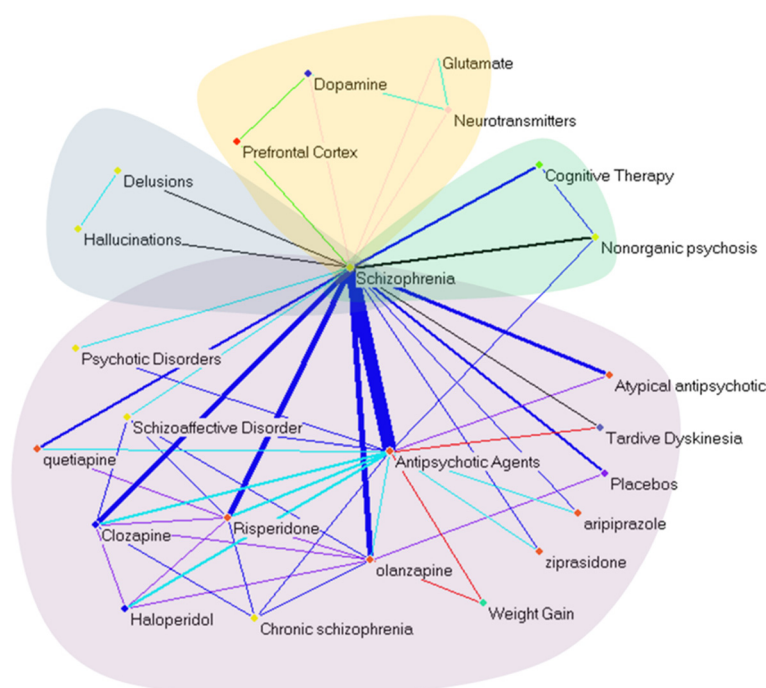 Glutamate
Dopamine
Neurotransmitters
Prefrontal Cortex
Cognitive Therapy
Delusions
Hallucinations
Nonorganic psychosis
Schizophrenia
Psychotic Disorders
Atypical antipsychotic
Schizoaffective Disorder
Tardive Dyskinesia
quetiapine
Antipsychotic Agents
Placebos
Clozapine
Risperidone
aripiprazole
olanzapine
ziprasidone
Haloperidol
Chronic schizophrenia
Weight Gain